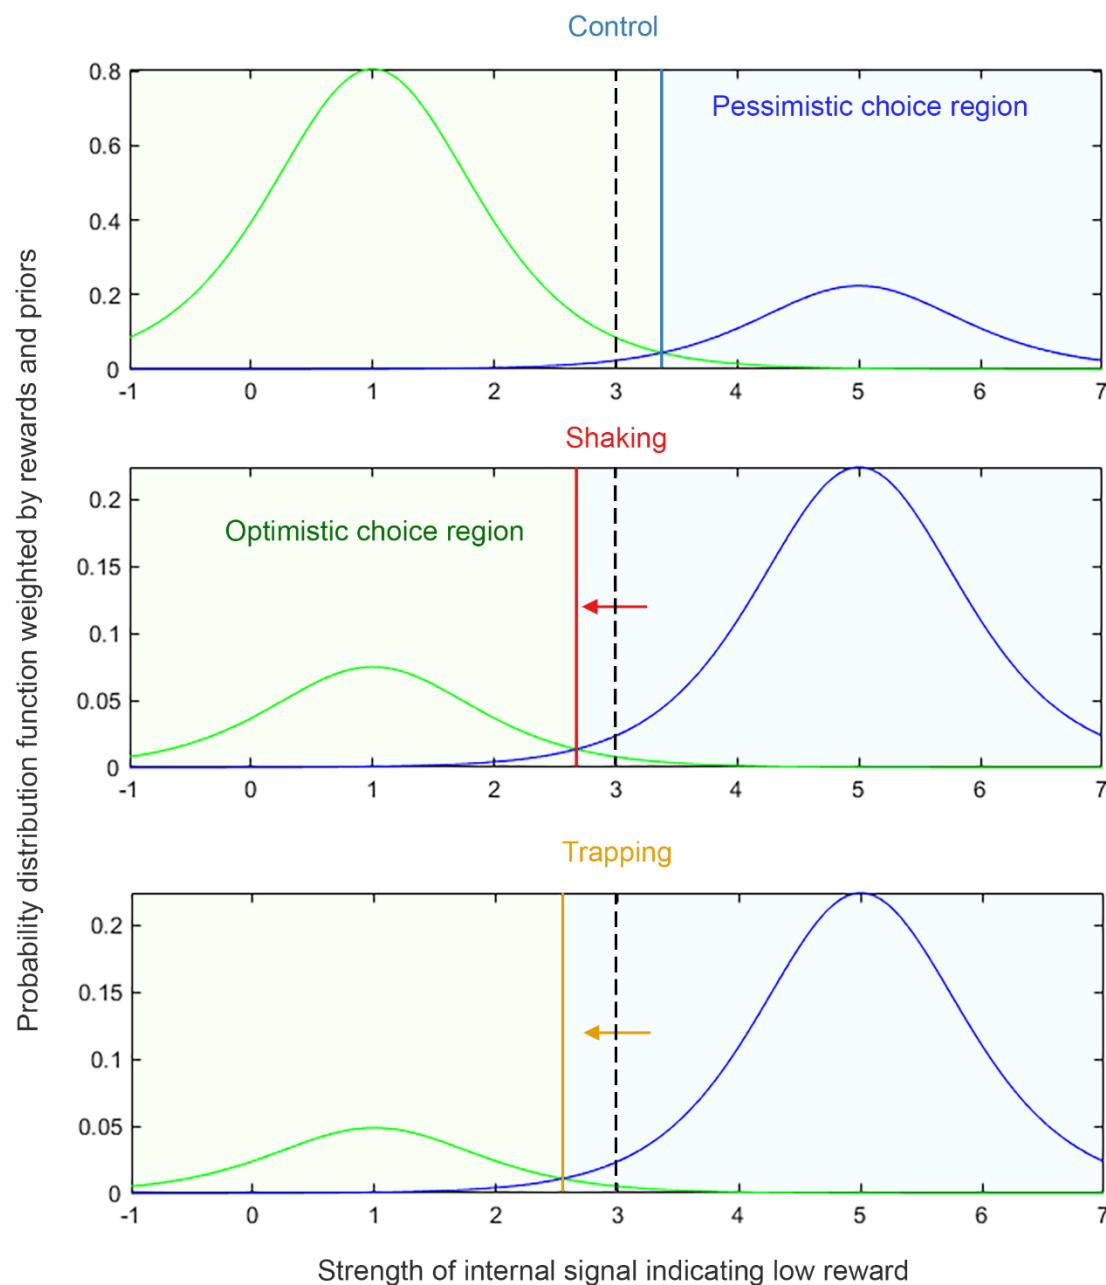 Control
Pessimistic choice region
0.8
0.6
0.4
0.2
0
-1 0 1 2 3 4 5 6 7
Shaking
Optimistic choice region
0.2
0.15
0.1
0.05
0
-1 0 1 2 3 4 5 6 7
Trapping
0.2
0.15
0.1
0.05
0
-1 0 1 2 3 4 5 6 7
Probability distribution function weighted by rewards and priors
Strength of internal signal indicating low reward